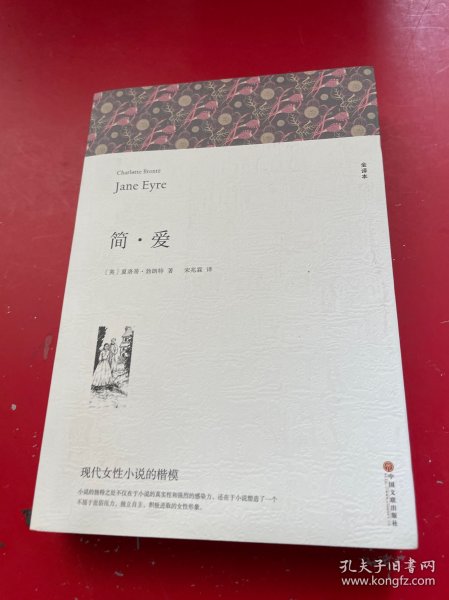 Charlotte Brontë
Jane Eyre
全译本
简·爱
［英］夏洛蒂·勃朗特 著 宋兆霖 译
现代女性小说的楷模
小说的独特之处不仅在于小说的真实性和强烈的感染力，还在于小说塑造了一个
不屈于世俗压力，独立自主，积极进取的女性形象。
中国文联出版社
孔夫子旧书网
www.kongfz.com